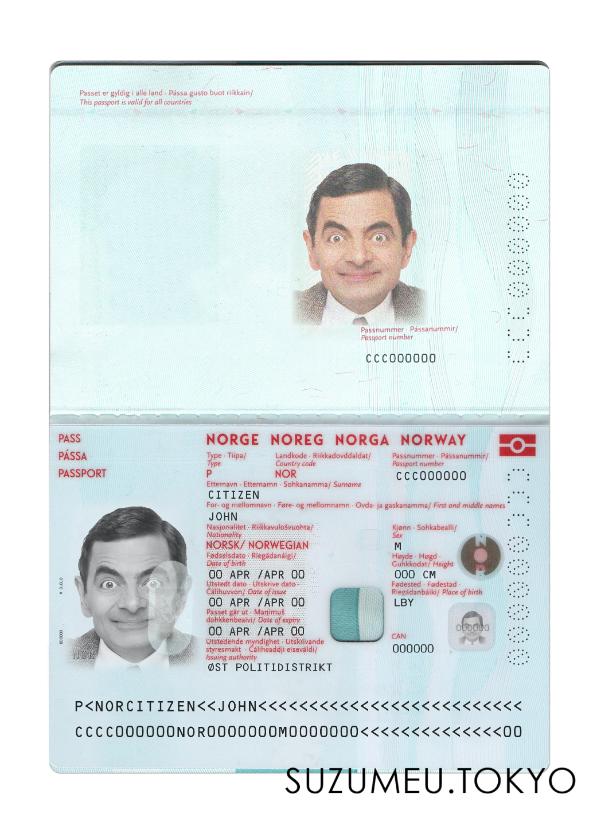 Passet er gyldig i alle land · Pássa gusto buot riikkain/
This passport is valid for all countries
Passnummer · Pássanummir/
Passport number
CCC000000
PASS
PÁSSA
PASSPORT
NORGE NOREG NORGA NORWAY
Type · Tiipa/
Type
P
Landkode · Riikkadovddaldat/
Country code
NOR
Passnummer · Pássanummir/
Passport number
CCC000000
Etternavn · Etternamn · Sohkanamma/ Surname
CITIZEN
For- og mellomnavn · Føre- og mellomnamn · Ovda- ja gaskanamma/ First and middle names
JOHN
Nasjonalitet · Riikkavulošvuohta/
Nationality
NORSK/ NORWEGIAN
Kjønn · Sohkabealli/
Sex
M
Fødselsdato · Riegádanáigi/
Date of birth
00 APR /APR 00
Høyde · Høgd ·
Guhkkodat/ Height
000 CM
Utstedt dato · Utskrive dato ·
Čálihuvvon/ Date of issue
00 APR /APR 00
Fødested · Fødestad ·
Riegádanbáiki/ Place of birth
LBY
Passet går ut · Manimuš
dohkkenbeaivi/ Date of expiry
00 APR /APR 00
Utstedende myndighet · Utskrivande
styresmakt · Čáliheaddji eiseváldi/
Issuing authority
ØST POLITIDISTRIKT
CAN
000000
P<NORCITIZEN<<JOHN<<<<<<<<<<<<<<<<<<<<<<<<<<
CCCC000000NOR0000000M0000000<<<<<<<<<<<<<<00
SUZUMEU.TOKYO